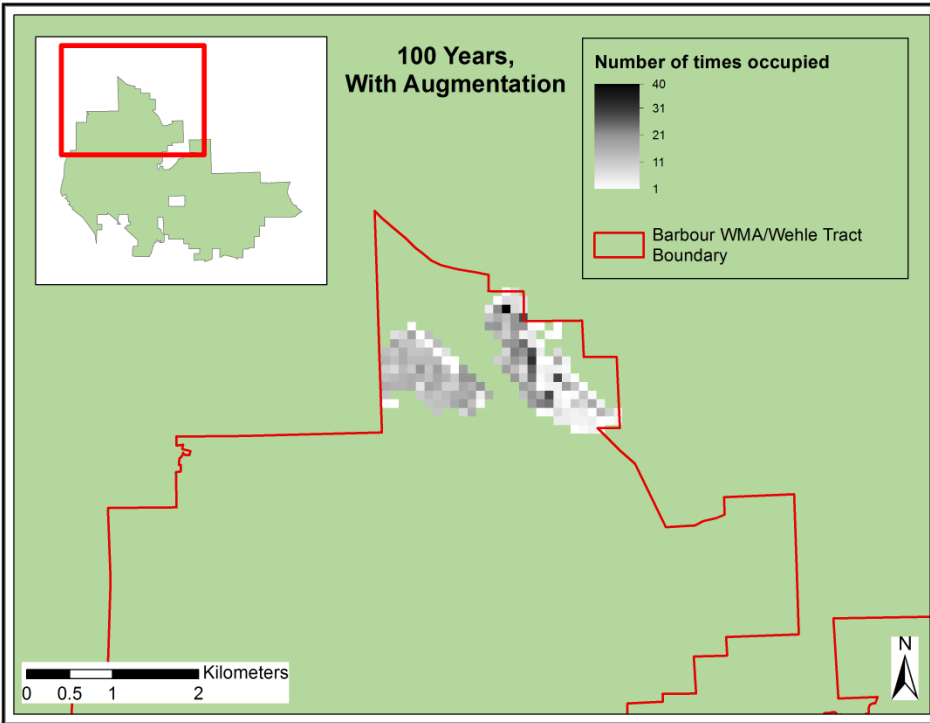 100 Years,
With Augmentation
Number of times occupied
40
31
21
11
1
Barbour WMA/Wehle Tract
Boundary
N
Kilometers
0 0.5 1 2